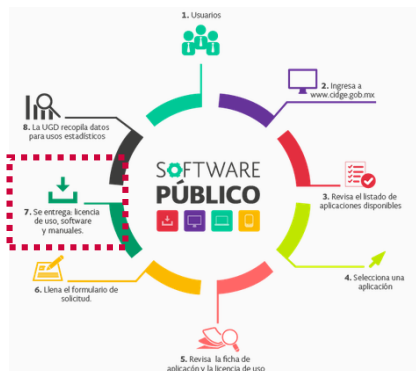 1. Usuarios
2. Ingresa a
www.cidge.gob.mx
3. Revisa el listado de
aplicaciones disponibles
4. Selecciona una
aplicación
5. Revisa la ficha de
aplicación y la licencia de uso
6. Llena el formulario de
solicitud.
7. Se entrega: licencia
de uso, software
y manuales.
8. La UGD recopila datos
para usos estadísticos
SOFTWARE
PÚBLICO